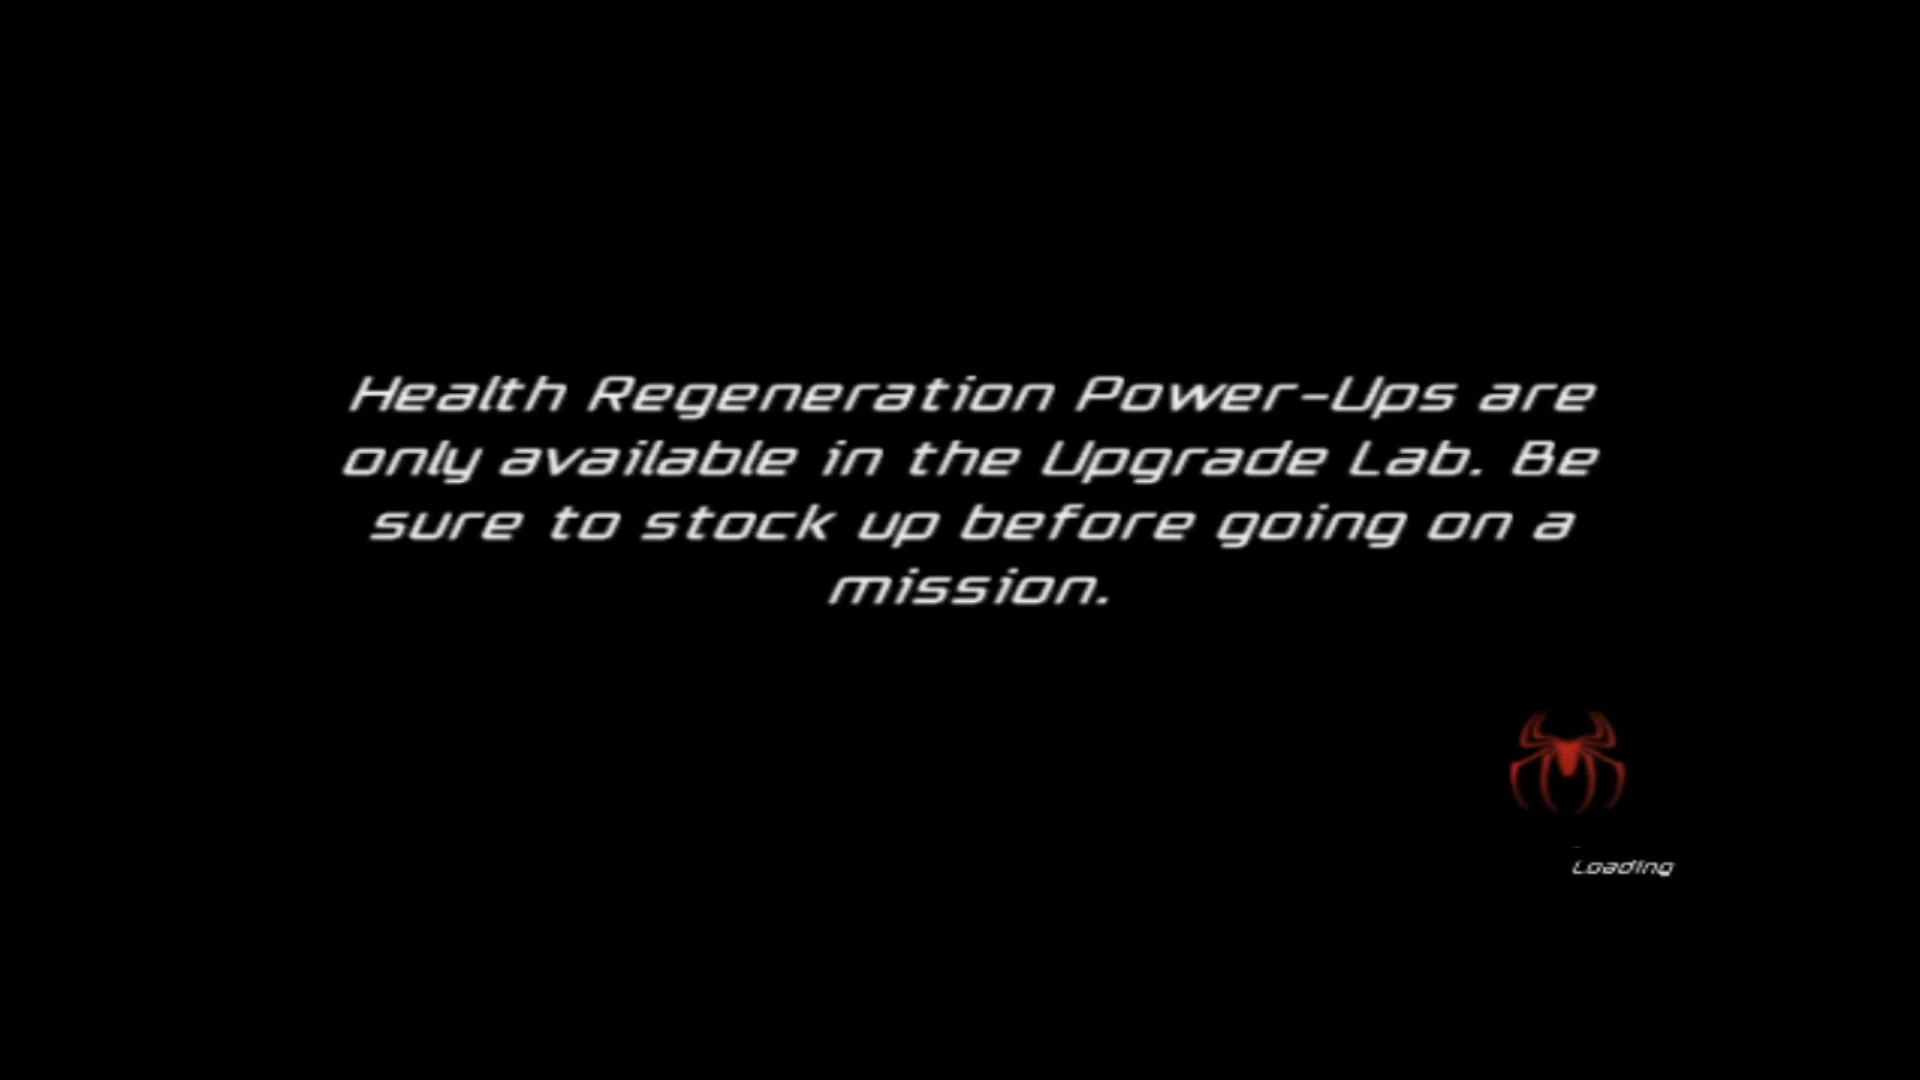 Health Regeneration Power-Ups are
only available in the Upgrade Lab. Be
sure to stock up before going on a
mission.
Loading